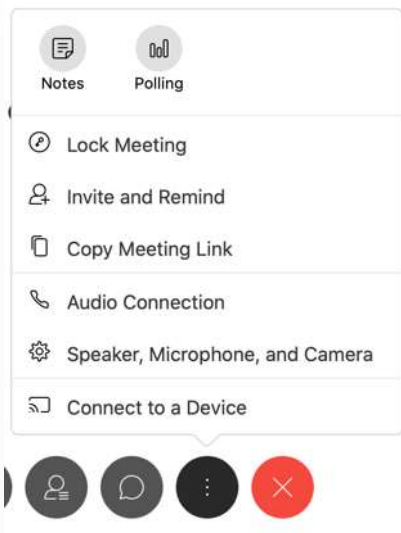 Notes
Polling
Lock Meeting
Invite and Remind
Copy Meeting Link
Audio Connection
Speaker, Microphone, and Camera
Connect to a Device